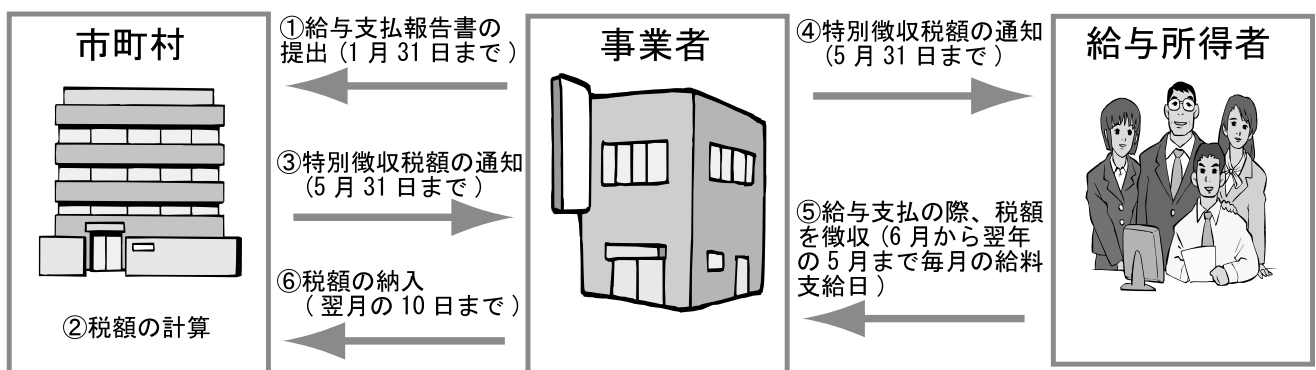 市町村
①給与支払報告書の
提出(1月31日まで)
③特別徴収税額の通知
(5月31日まで)
⑥税額の納入
(翌月の10日まで)
②税額の計算
事業者
④特別徴収税額の通知
(5月31日まで)
⑤給与支払の際、税額
を徴収(6月から翌年
の5月まで毎月の給料
支給日)
給与所得者